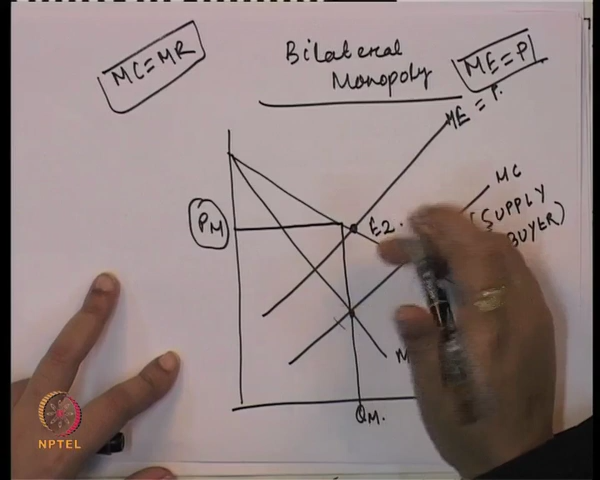 MC=MR
Bilateral
Monopoly
ME=P
ME = P.
MC
(SUPPLY
BUYER)
PM
E2.
M
QM.
NPTEL